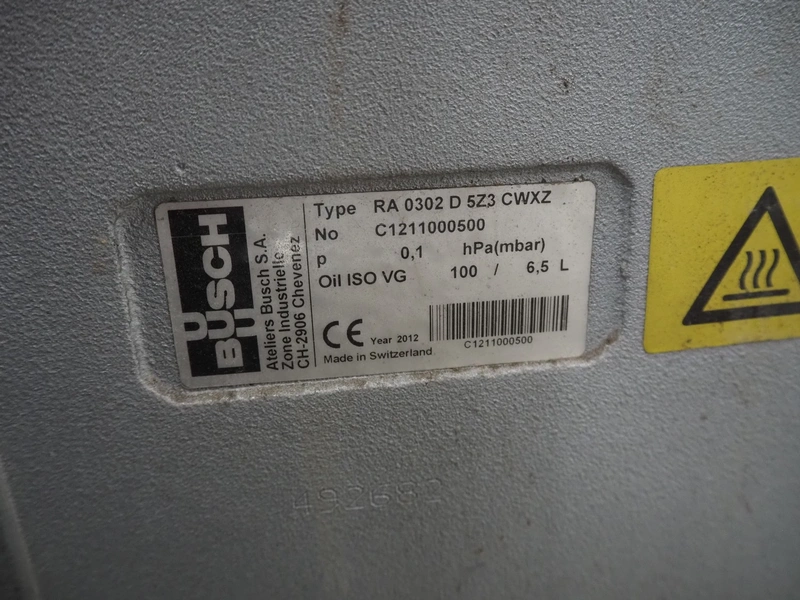 BUSCH
Ateliers Busch S.A.
Zone Industrielle
CH-2906 Chevenez
Type RA 0302 D 5Z3 CWXZ
No C1211000500
p 0,1 hPa(mbar)
Oil ISO VG 100 / 6,5 L
CE Year 2012
C1211000500
Made in Switzerland